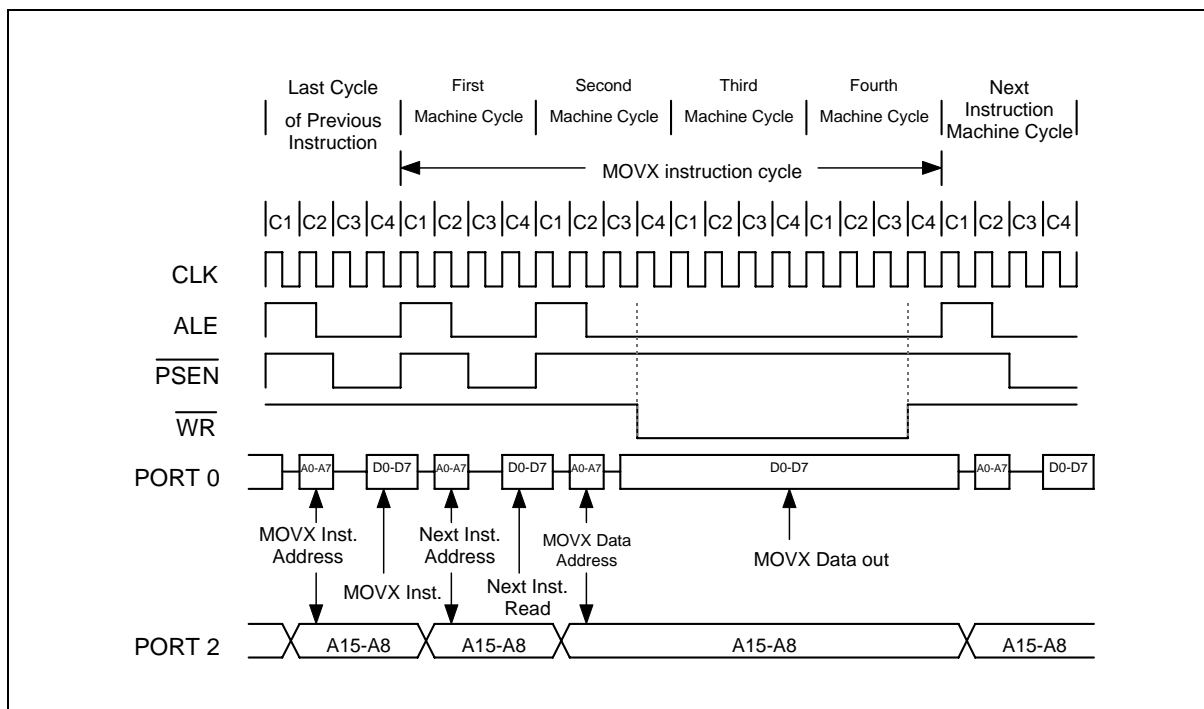 Last Cycle
of Previous
Instruction
First
Machine Cycle
Second
Machine Cycle
Third
Machine Cycle
Fourth
Machine Cycle
Next
Instruction
Machine Cycle
MOVX instruction cycle
C1 C2 C3 C4 C1 C2 C3 C4 C1 C2 C3 C4 C1 C2 C3 C4 C1 C2 C3 C4 C1 C2 C3 C4
CLK
ALE
PSEN
WR
PORT 0
A0-A7 D0-D7 A0-A7 D0-D7 A0-A7 D0-D7 A0-A7 D0-D7
MOVX Inst.
Address
MOVX Inst.
Next Inst.
Address
Next Inst.
Read
MOVX Data
Address
MOVX Data out
PORT 2
A15-A8 A15-A8 A15-A8 A15-A8